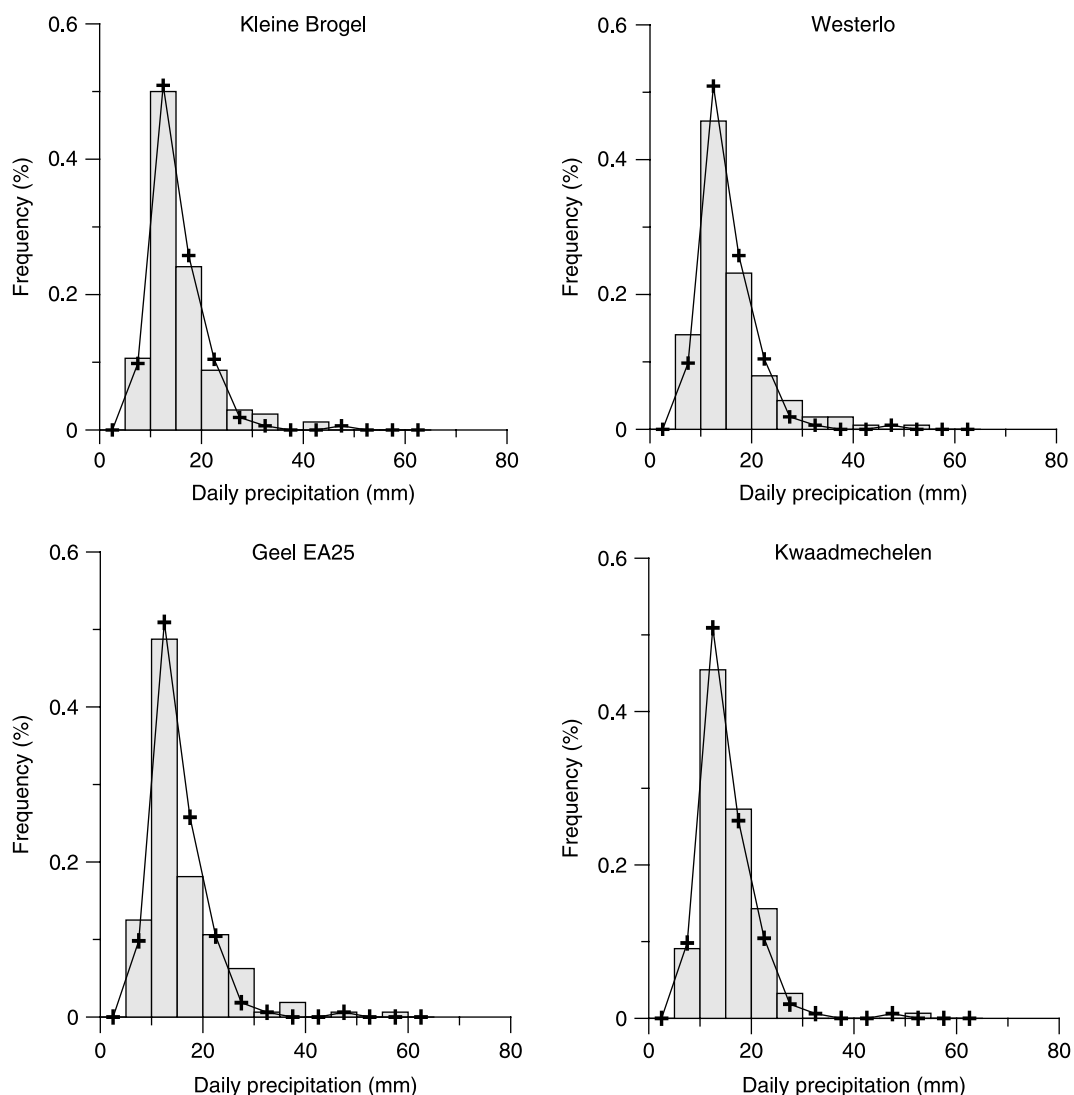 Kleine Brogel
0.6
0.4
0.2
0
Frequency (%)
0 20 40 60 80
Daily precipitation (mm)
Westerlo
0.6
0.4
0.2
0
Frequency (%)
0 20 40 60 80
Daily precipication (mm)
Geel EA25
0.6
0.4
0.2
0
Frequency (%)
0 20 40 60 80
Daily precipitation (mm)
Kwaadmechelen
0.6
0.4
0.2
0
Frequency (%)
0 20 40 60 80
Daily precipitation (mm)